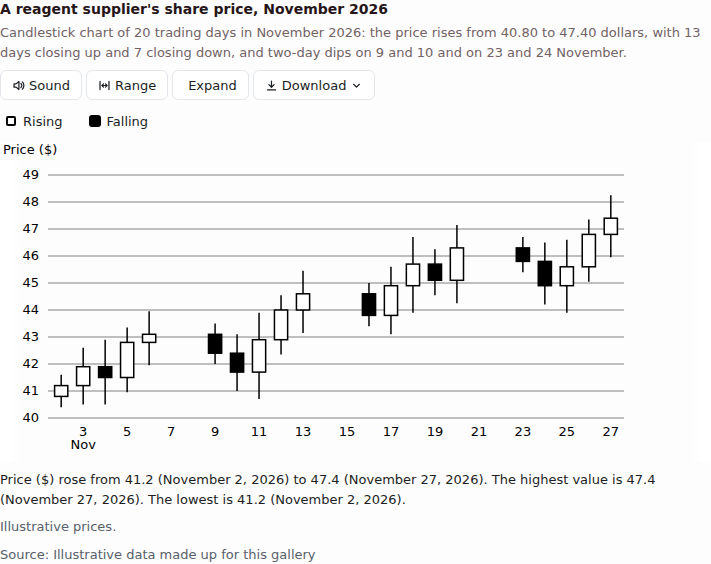 A reagent supplier's share price, November 2026
Candlestick chart of 20 trading days in November 2026: the price rises from 40.80 to 47.40 dollars, with 13
days closing up and 7 closing down, and two-day dips on 9 and 10 and on 23 and 24 November.
Sound Range Expand Download
Rising Falling
Price ($)
49
48
47
46
45
44
43
42
41
40
3 5 7 9 11 13 15 17 19 21 23 25 27
Nov
Price ($) rose from 41.2 (November 2, 2026) to 47.4 (November 27, 2026). The highest value is 47.4
(November 27, 2026). The lowest is 41.2 (November 2, 2026).
Illustrative prices.
Source: Illustrative data made up for this gallery